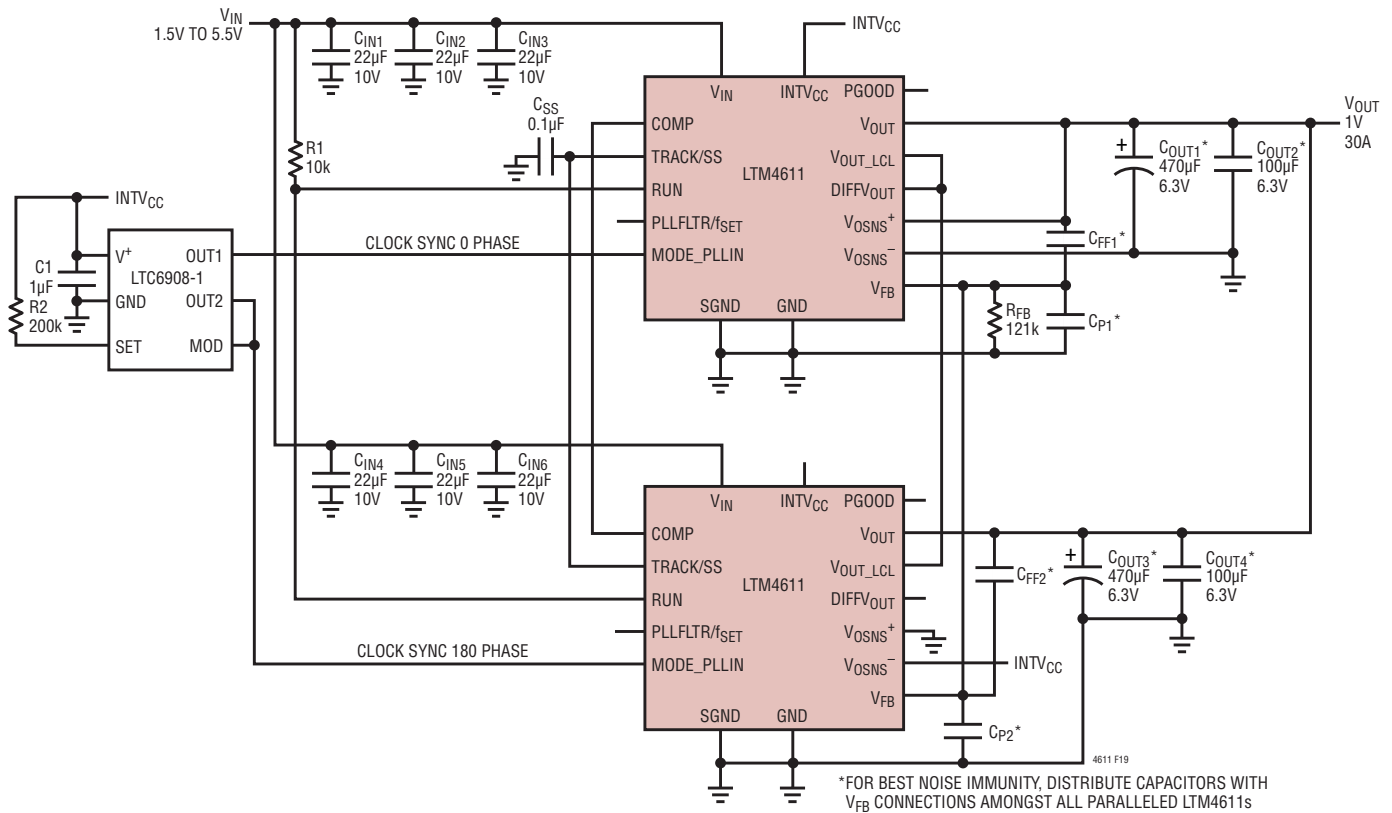 VIN
1.5V TO 5.5V
CIN1
22µF
10V
CIN2
22µF
10V
CIN3
22µF
10V
INTVCC
R1
10k
CSS
0.1µF
VIN
INTVCC
PGOOD
COMP
VOUT
TRACK/SS
VOUT_LCL
LTM4611
RUN
DIFFVOUT
PLLFLTR/fSET
VOSNS+
MODE_PLLIN
VOSNS–
VFB
SGND
GND
VOUT
1V
30A
+
COUT1*
470µF
6.3V
COUT2*
100µF
6.3V
CFF1*
RFB
121k
CP1*
INTVCC
C1
1µF
R2
200k
V+
OUT1
LTC6908-1
GND
OUT2
SET
MOD
CLOCK SYNC 0 PHASE
CIN4
22µF
10V
CIN5
22µF
10V
CIN6
22µF
10V
VIN
INTVCC
PGOOD
COMP
VOUT
TRACK/SS
VOUT_LCL
LTM4611
RUN
DIFFVOUT
PLLFLTR/fSET
VOSNS+
MODE_PLLIN
VOSNS–
VFB
SGND
GND
CLOCK SYNC 180 PHASE
CFF2*
+
COUT3*
470µF
6.3V
COUT4*
100µF
6.3V
INTVCC
CP2*
4611 F19
*FOR BEST NOISE IMMUNITY, DISTRIBUTE CAPACITORS WITH
VFB CONNECTIONS AMONGST ALL PARALLELED LTM4611s